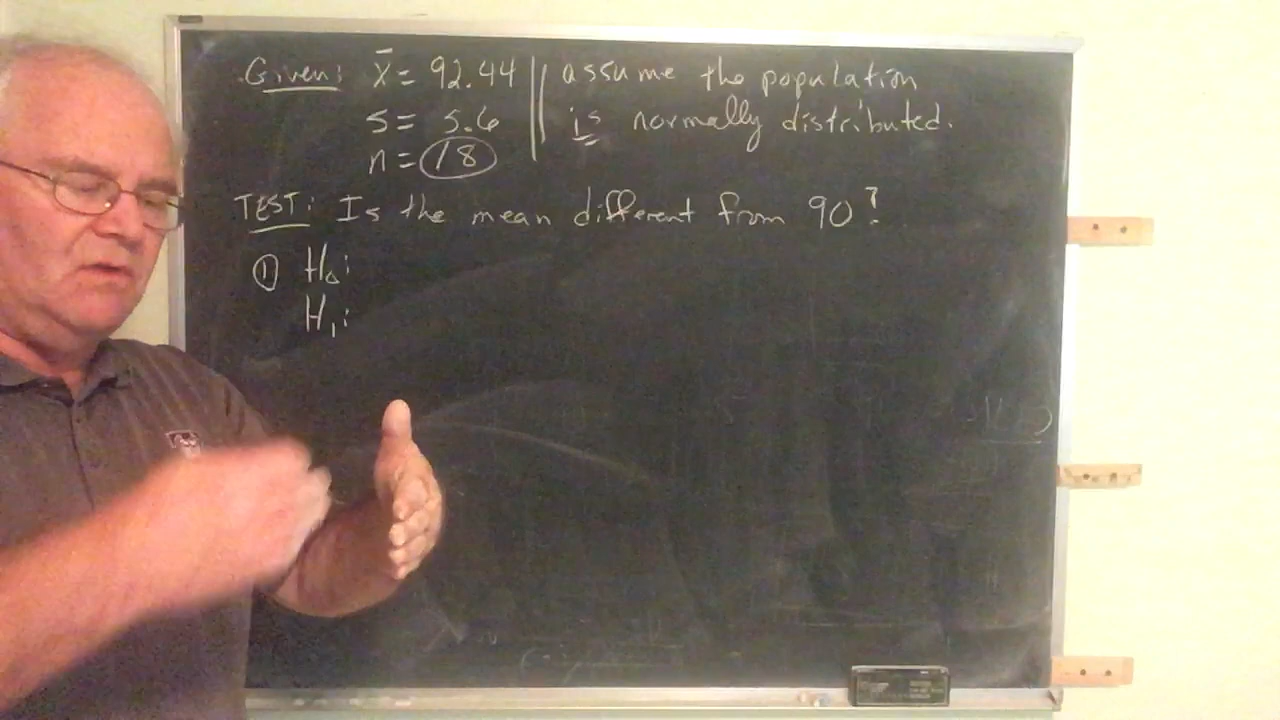 Given: x̄ = 92.44 || assume the population
s = 5.6 is normally distributed.
n = 18
TEST: Is the mean different from 90?
① H₀:
H₁: